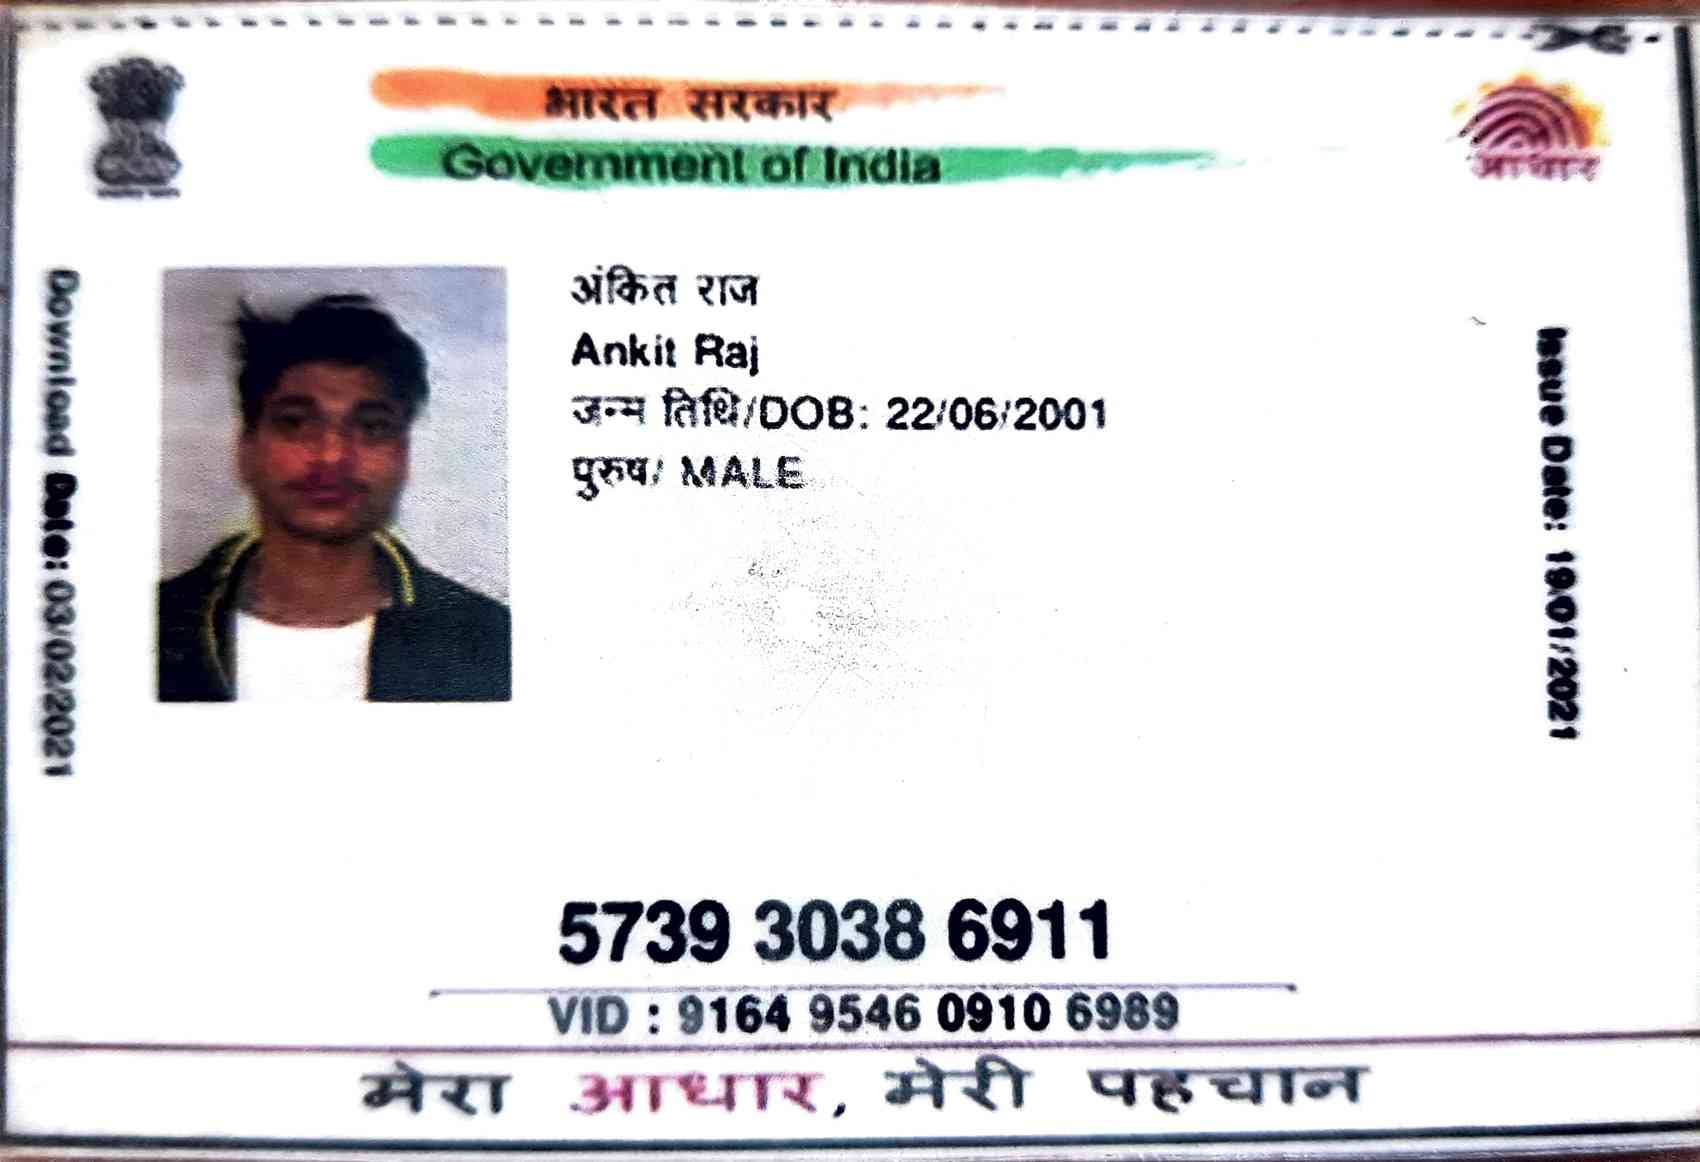 भारत सरकार
Government of India
आधार
Download Date: 03/02/2021
अंकित राज
Ankit Raj
जन्म तिथि/DOB: 22/06/2001
पुरुष/ MALE
Issue Date: 19/01/2021
5739 3038 6911
VID : 9164 9546 0910 6989
मेरा आधार, मेरी पहचान